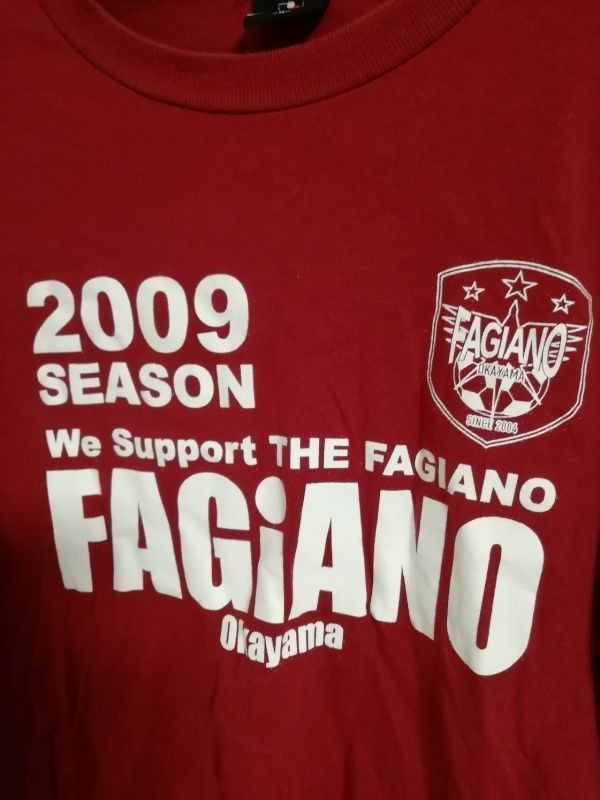 2009
SEASON
FAGIANO
OKAYAMA
SINCE 2004
We Support THE FAGIANO
FAGiANO
Okayama